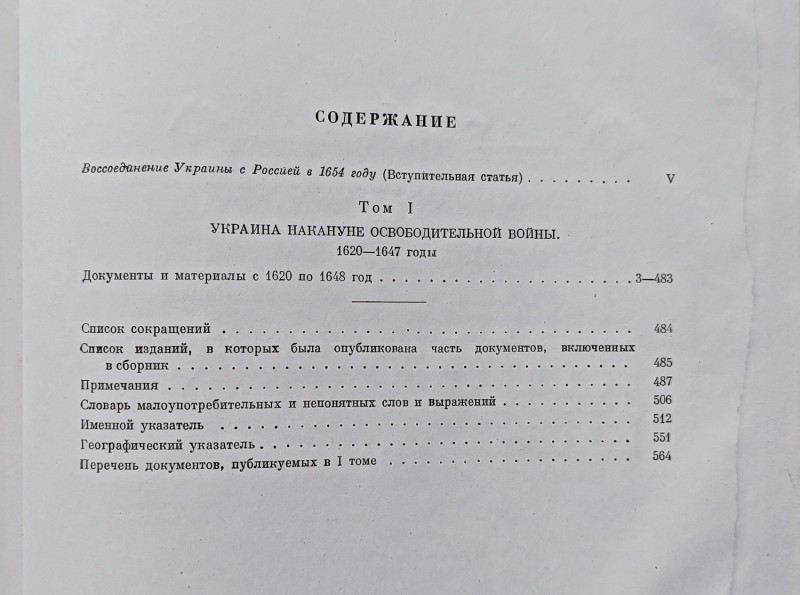 СОДЕРЖАНИЕ
Воссоединение Украины с Россией в 1654 году (Вступительная статья) . . . . . . . . . V
Том I
УКРАИНА НАКАНУНЕ ОСВОБОДИТЕЛЬНОЙ ВОЙНЫ.
1620—1647 годы
Документы и материалы с 1620 по 1648 год . . . . . . . . . . . . . . . . . . . . . 3—483
Список сокращений . . . . . . . . . . . . . . . . . . . . . . . . . . . . . . . . . 484
Список изданий, в которых была опубликована часть документов, включенных
в сборник . . . . . . . . . . . . . . . . . . . . . . . . . . . . . . . . . . . . 485
Примечания . . . . . . . . . . . . . . . . . . . . . . . . . . . . . . . . . . . . 487
Словарь малоупотребительных и непонятных слов и выражений . . . . . . . . . . 506
Именной указатель . . . . . . . . . . . . . . . . . . . . . . . . . . . . . . . . . 512
Географический указатель . . . . . . . . . . . . . . . . . . . . . . . . . . . . . 551
Перечень документов, публикуемых в I томе . . . . . . . . . . . . . . . . . . . 564